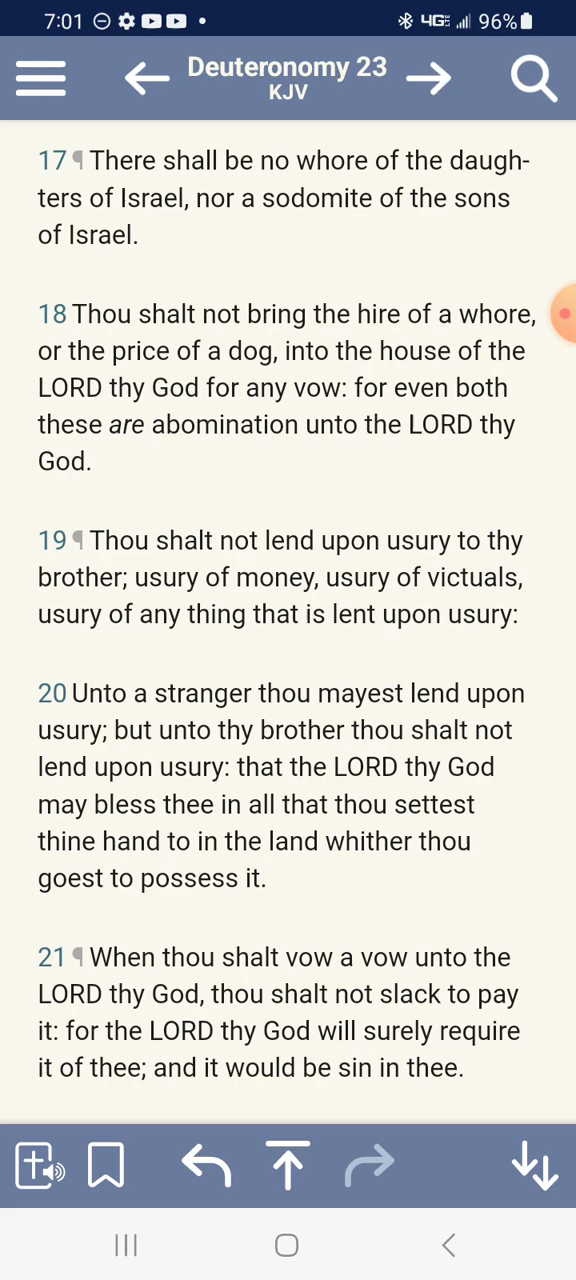 7:01 4G 96%
Deuteronomy 23
KJV
17 ¶ There shall be no whore of the daugh-
ters of Israel, nor a sodomite of the sons
of Israel.
18 Thou shalt not bring the hire of a whore,
or the price of a dog, into the house of the
LORD thy God for any vow: for even both
these are abomination unto the LORD thy
God.
19 ¶ Thou shalt not lend upon usury to thy
brother; usury of money, usury of victuals,
usury of any thing that is lent upon usury:
20 Unto a stranger thou mayest lend upon
usury; but unto thy brother thou shalt not
lend upon usury: that the LORD thy God
may bless thee in all that thou settest
thine hand to in the land whither thou
goest to possess it.
21 ¶ When thou shalt vow a vow unto the
LORD thy God, thou shalt not slack to pay
it: for the LORD thy God will surely require
it of thee; and it would be sin in thee.